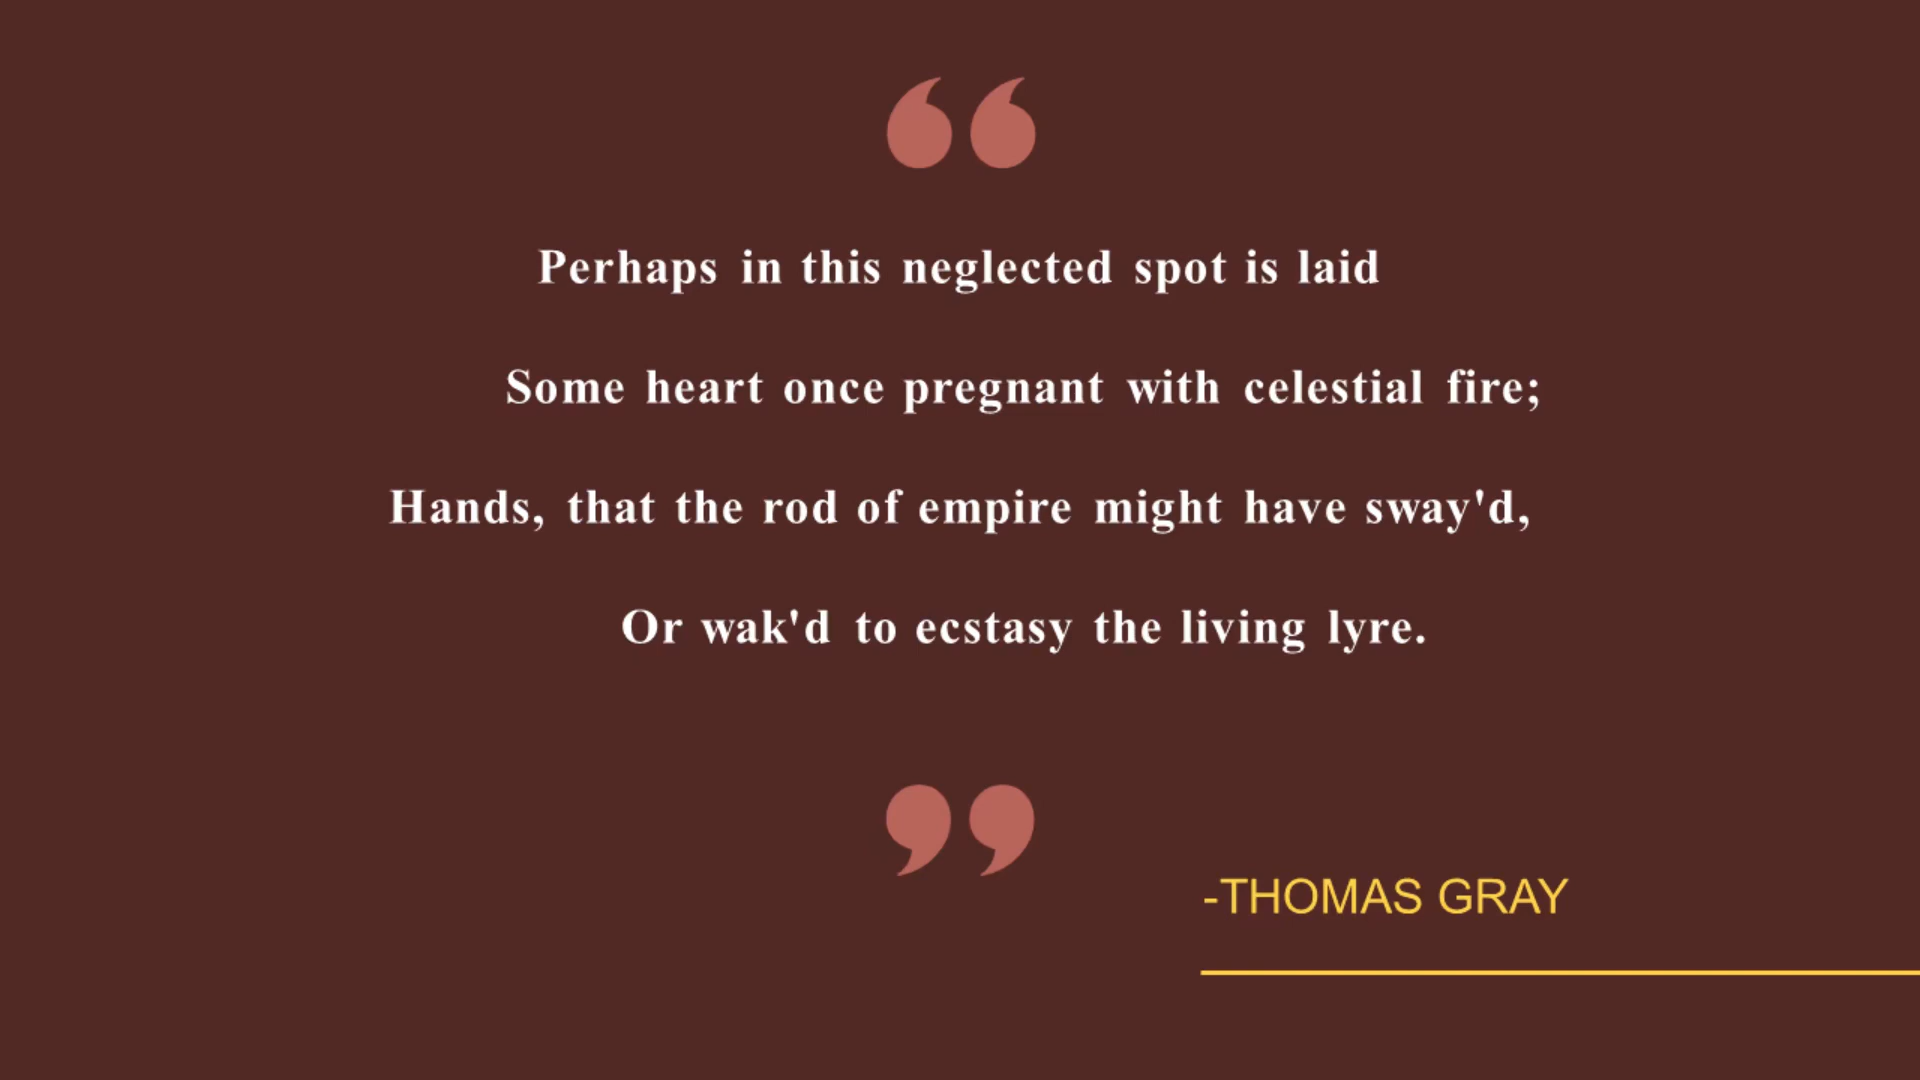 Perhaps in this neglected spot is laid
Some heart once pregnant with celestial fire;
Hands, that the rod of empire might have sway'd,
Or wak'd to ecstasy the living lyre.
-THOMAS GRAY